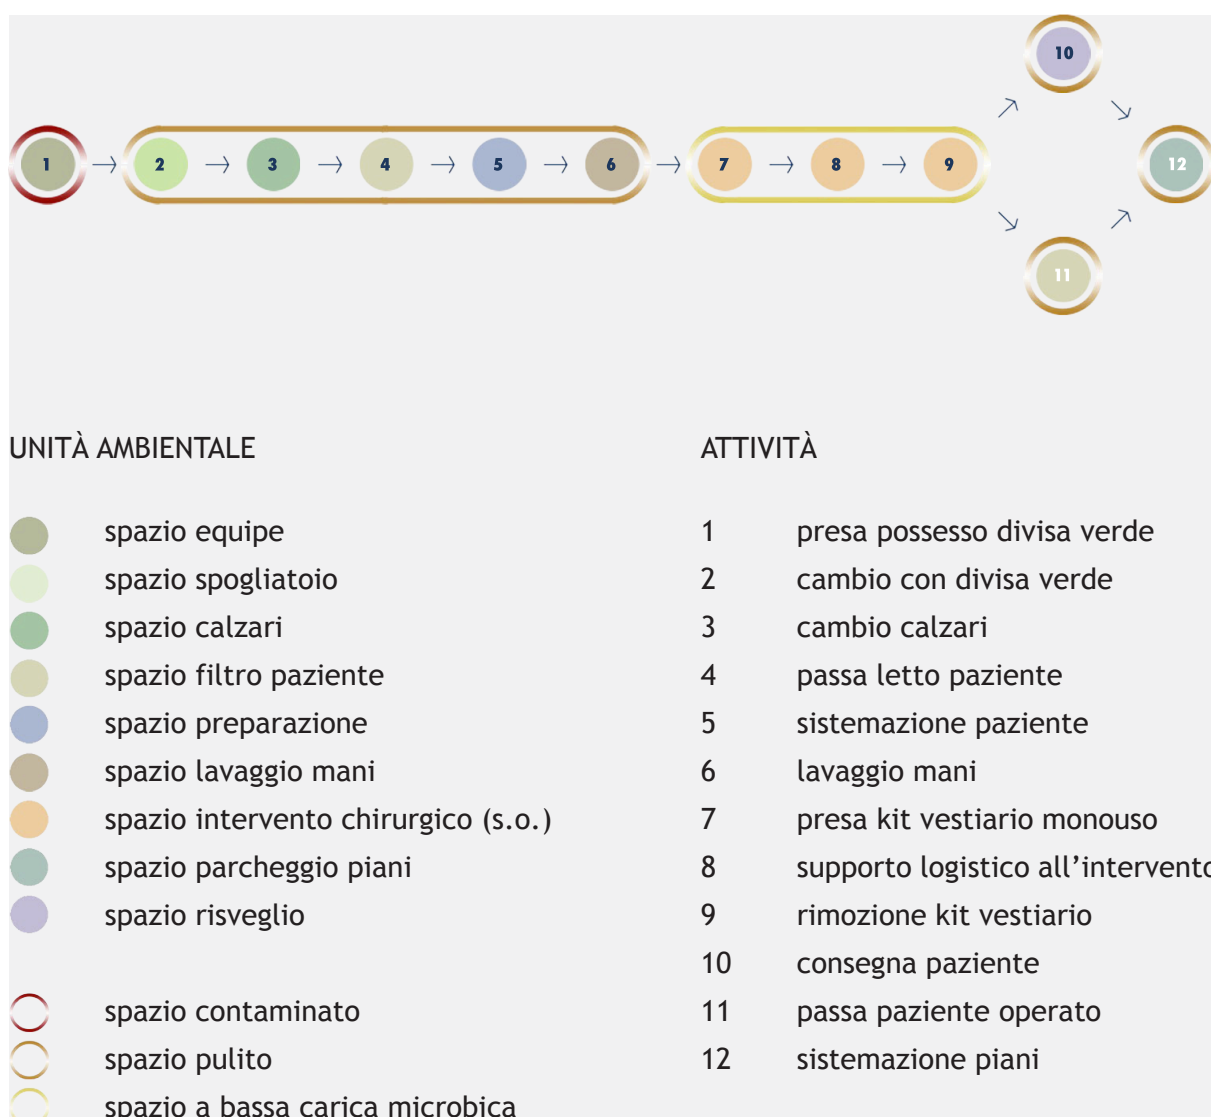 10
1
2
3
4
5
6
7
8
9
12
11
UNITÀ AMBIENTALE
spazio equipe
spazio spogliatoio
spazio calzari
spazio filtro paziente
spazio preparazione
spazio lavaggio mani
spazio intervento chirurgico (s.o.)
spazio parcheggio piani
spazio risveglio
spazio contaminato
spazio pulito
spazio a bassa carica microbica
ATTIVITÀ
1 presa possesso divisa verde
2 cambio con divisa verde
3 cambio calzari
4 passa letto paziente
5 sistemazione paziente
6 lavaggio mani
7 presa kit vestiario monouso
8 supporto logistico all’intervento
9 rimozione kit vestiario
10 consegna paziente
11 passa paziente operato
12 sistemazione piani